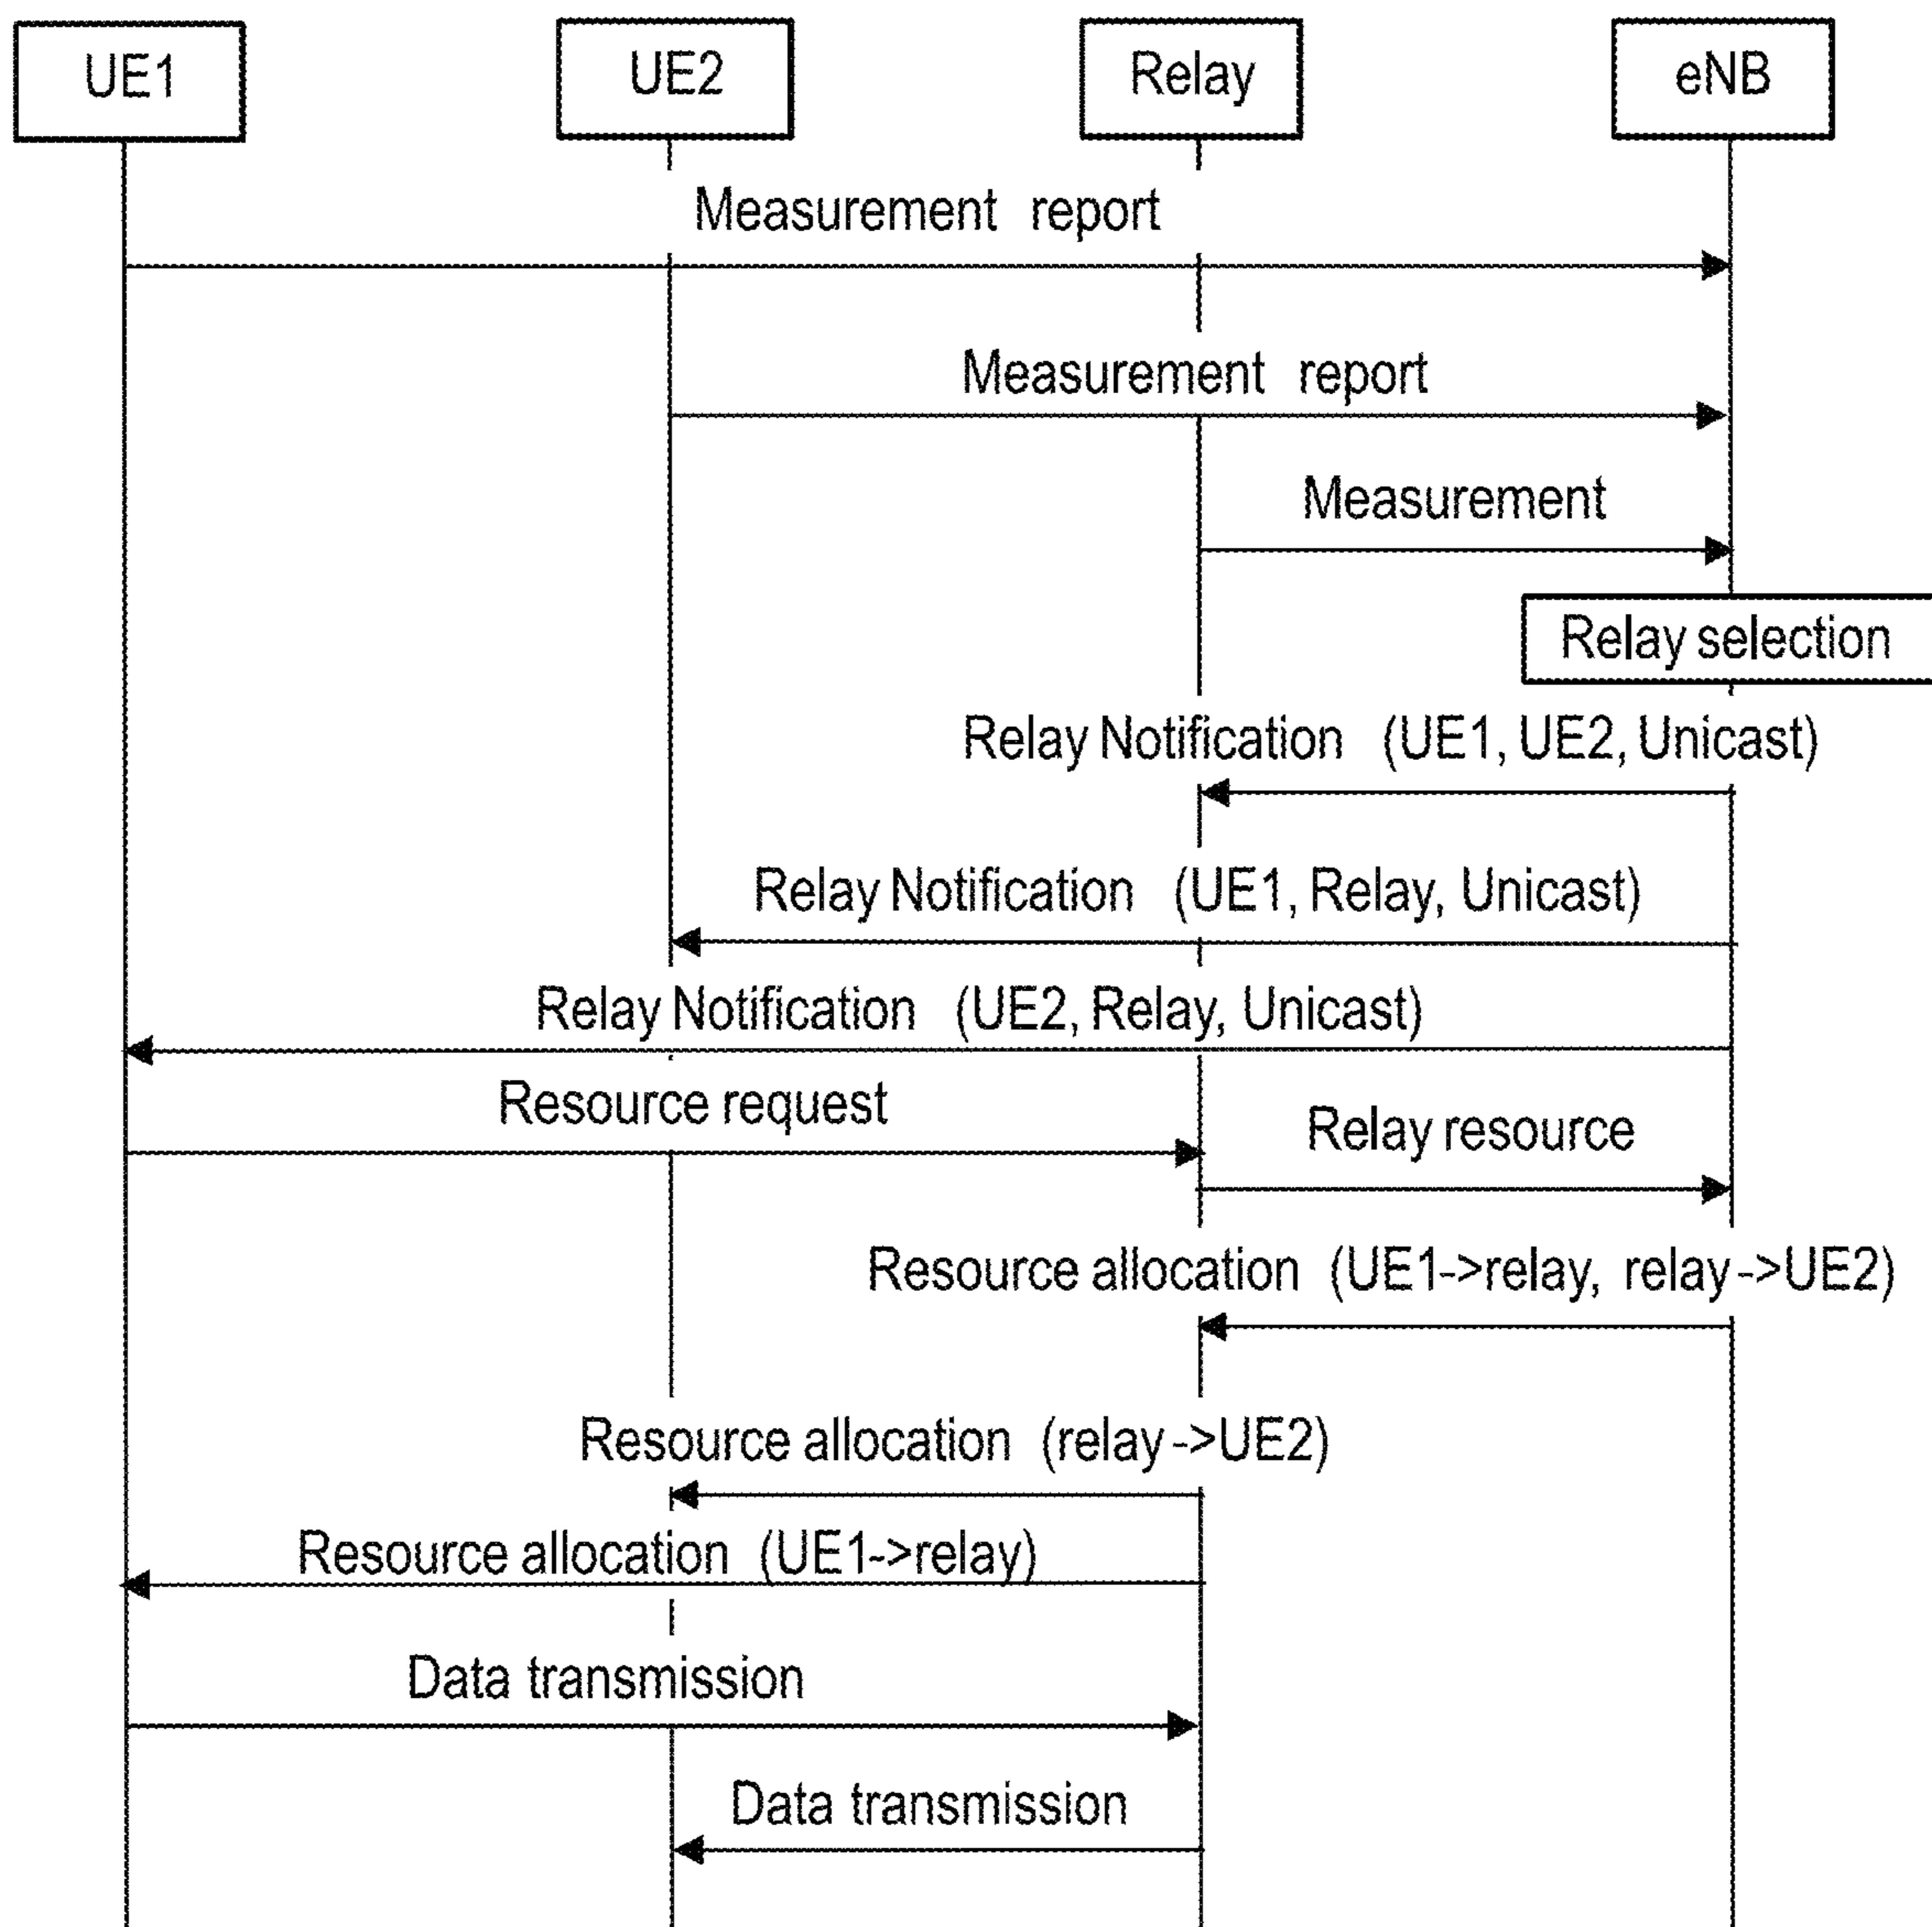 UE1
UE2
Relay
eNB
Measurement report
Measurement report
Measurement
Relay selection
Relay Notification (UE1, UE2, Unicast)
Relay Notification (UE1, Relay, Unicast)
Relay Notification (UE2, Relay, Unicast)
Resource request
Relay resource
Resource allocation (UE1->relay, relay->UE2)
Resource allocation (relay->UE2)
Resource allocation (UE1->relay)
Data transmission
Data transmission